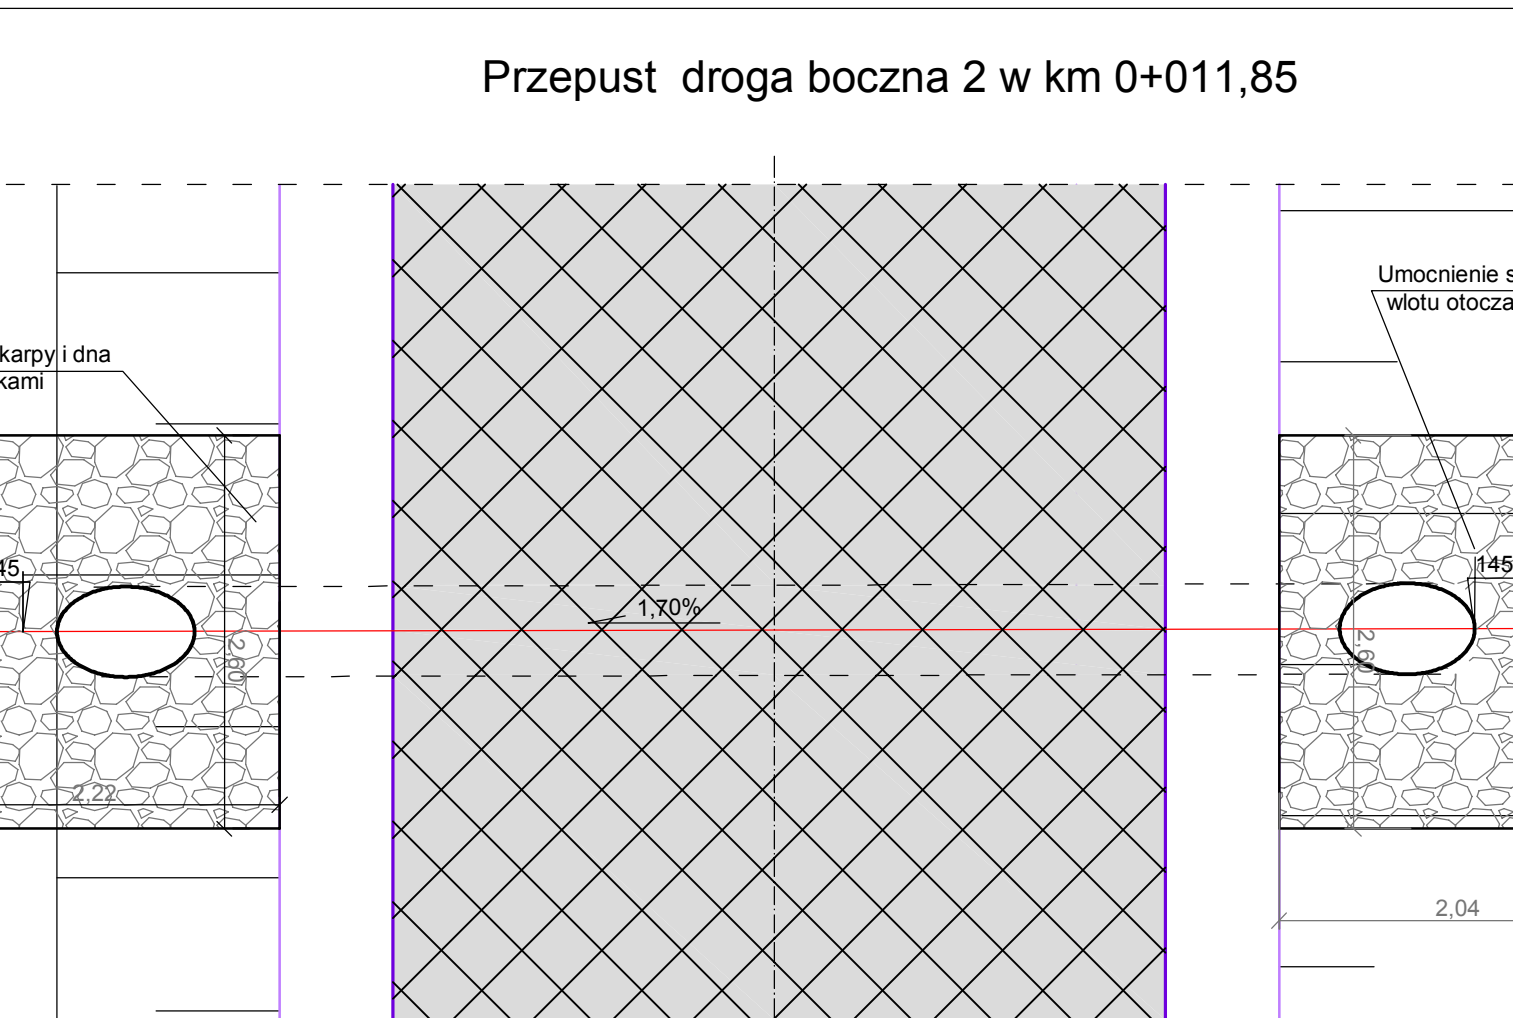 Przepust droga boczna 2 w km 0+011,85
Umocnienie s
wlotu otocza
karpy i dna
kami
45
145
1,70%
2,60
2,60
2,22
2,04